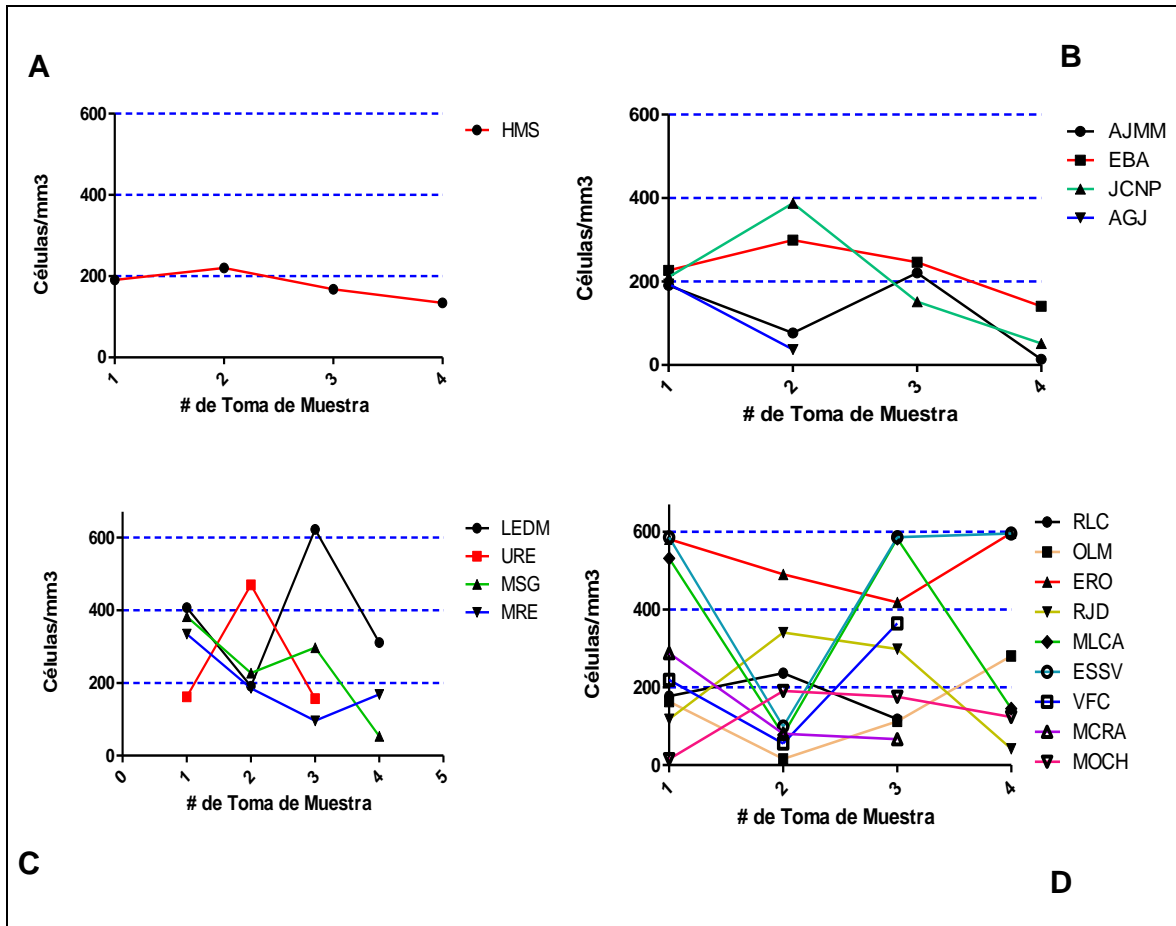 A
600
400
200
0
Células/mm3
1
2
3
4
# de Toma de Muestra
HMS
B
600
400
200
0
Células/mm3
1
2
3
4
# de Toma de Muestra
AJMM
EBA
JCNP
AGJ
600
400
200
0
Células/mm3
0
1
2
3
4
5
# de Toma de Muestra
LEDM
URE
MSG
MRE
C
600
400
200
0
Células/mm3
1
2
3
4
# de Toma de Muestra
RLC
OLM
ERO
RJD
MLCA
ESSV
VFC
MCRA
MOCH
D